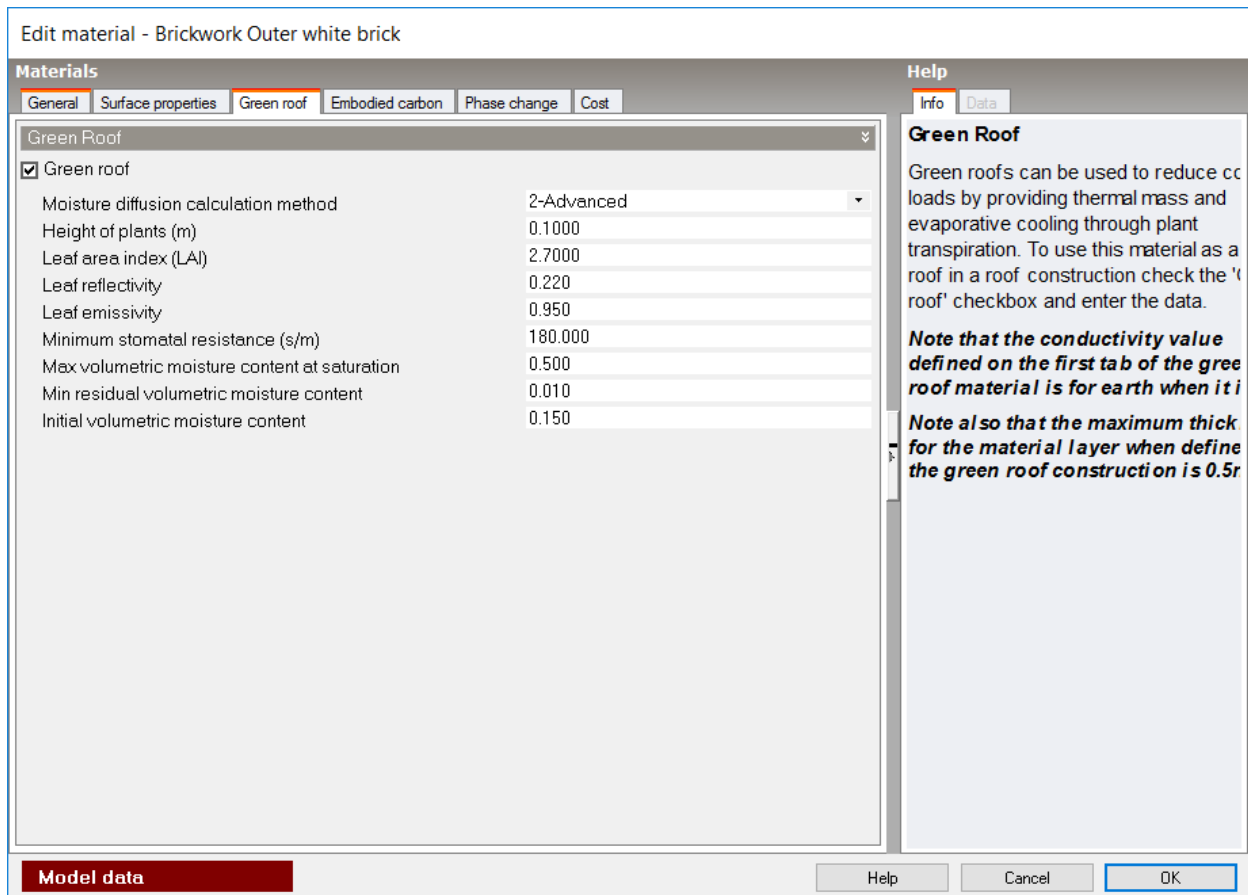 Edit material - Brickwork Outer white brick
Materials
General Surface properties Green roof Embodied carbon Phase change Cost
Green Roof
Green roof
Moisture diffusion calculation method 2-Advanced
Height of plants (m) 0.1000
Leaf area index (LAI) 2.7000
Leaf reflectivity 0.220
Leaf emissivity 0.950
Minimum stomatal resistance (s/m) 180.000
Max volumetric moisture content at saturation 0.500
Min residual volumetric moisture content 0.010
Initial volumetric moisture content 0.150
Help
Info Data
Green Roof
Green roofs can be used to reduce
loads by providing thermal mass and
evaporative cooling through plant
transpiration. To use this material as a
roof in a roof construction check the
roof' checkbox and enter the data.
Note that the conductivity value
defined on the first tab of the
roof material is for earth when it
Note also that the maximum
for the material layer when
the green roof construction is
Model data
Help Cancel OK